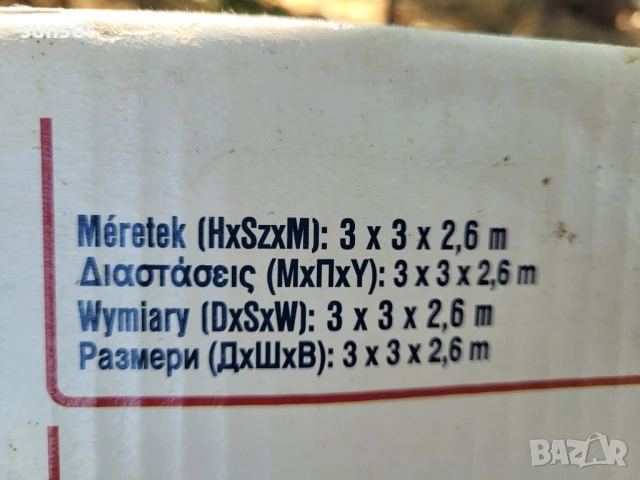 sunset
Méretek (HxSzxM): 3 x 3 x 2,6 m
Διαστάσεις (ΜxΠxΥ): 3 x 3 x 2,6 m
Wymiary (DxSxW): 3 x 3 x 2,6 m
Размери (ДxШxВ): 3 x 3 x 2,6 m
BAZAR